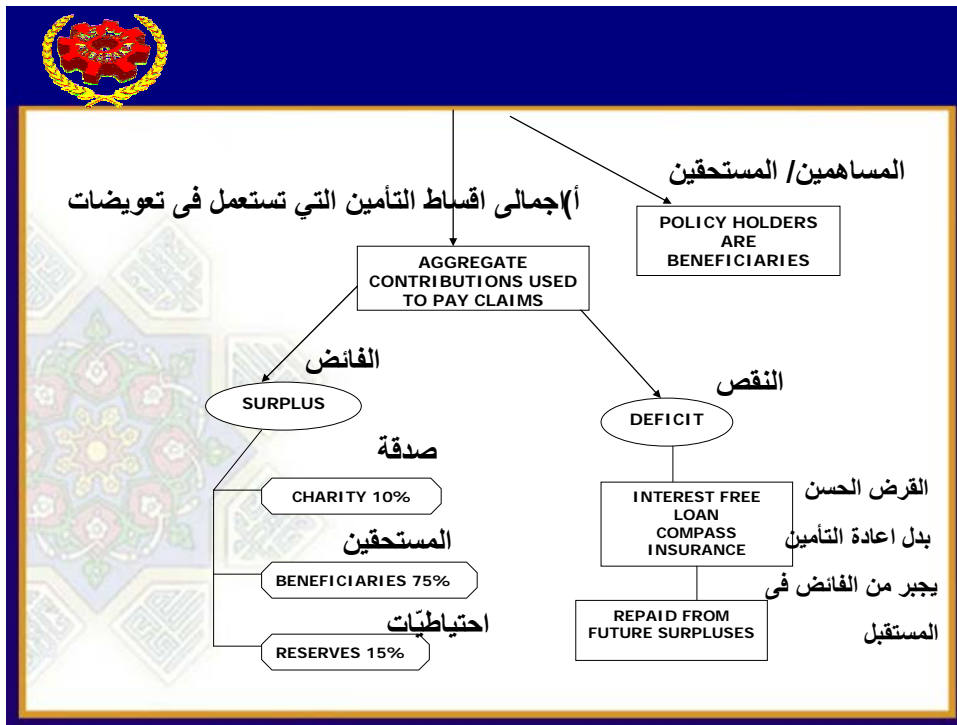 المساهمين/ المستحقين
POLICY HOLDERS
ARE
BENEFICIARIES
أ)اجمالى اقساط التأمين التي تستعمل فى تعويضات
AGGREGATE
CONTRIBUTIONS USED
TO PAY CLAIMS
الفائض
SURPLUS
صدقة
CHARITY 10%
المستحقين
BENEFICIARIES 75%
احتياطيّات
RESERVES 15%
النقص
DEFICIT
القرض الحسن
INTEREST FREE
LOAN
COMPASS
INSURANCE
بدل اعادة التأمين
يجبر من الفائض فى
المستقبل
REPAID FROM
FUTURE SURPLUSES